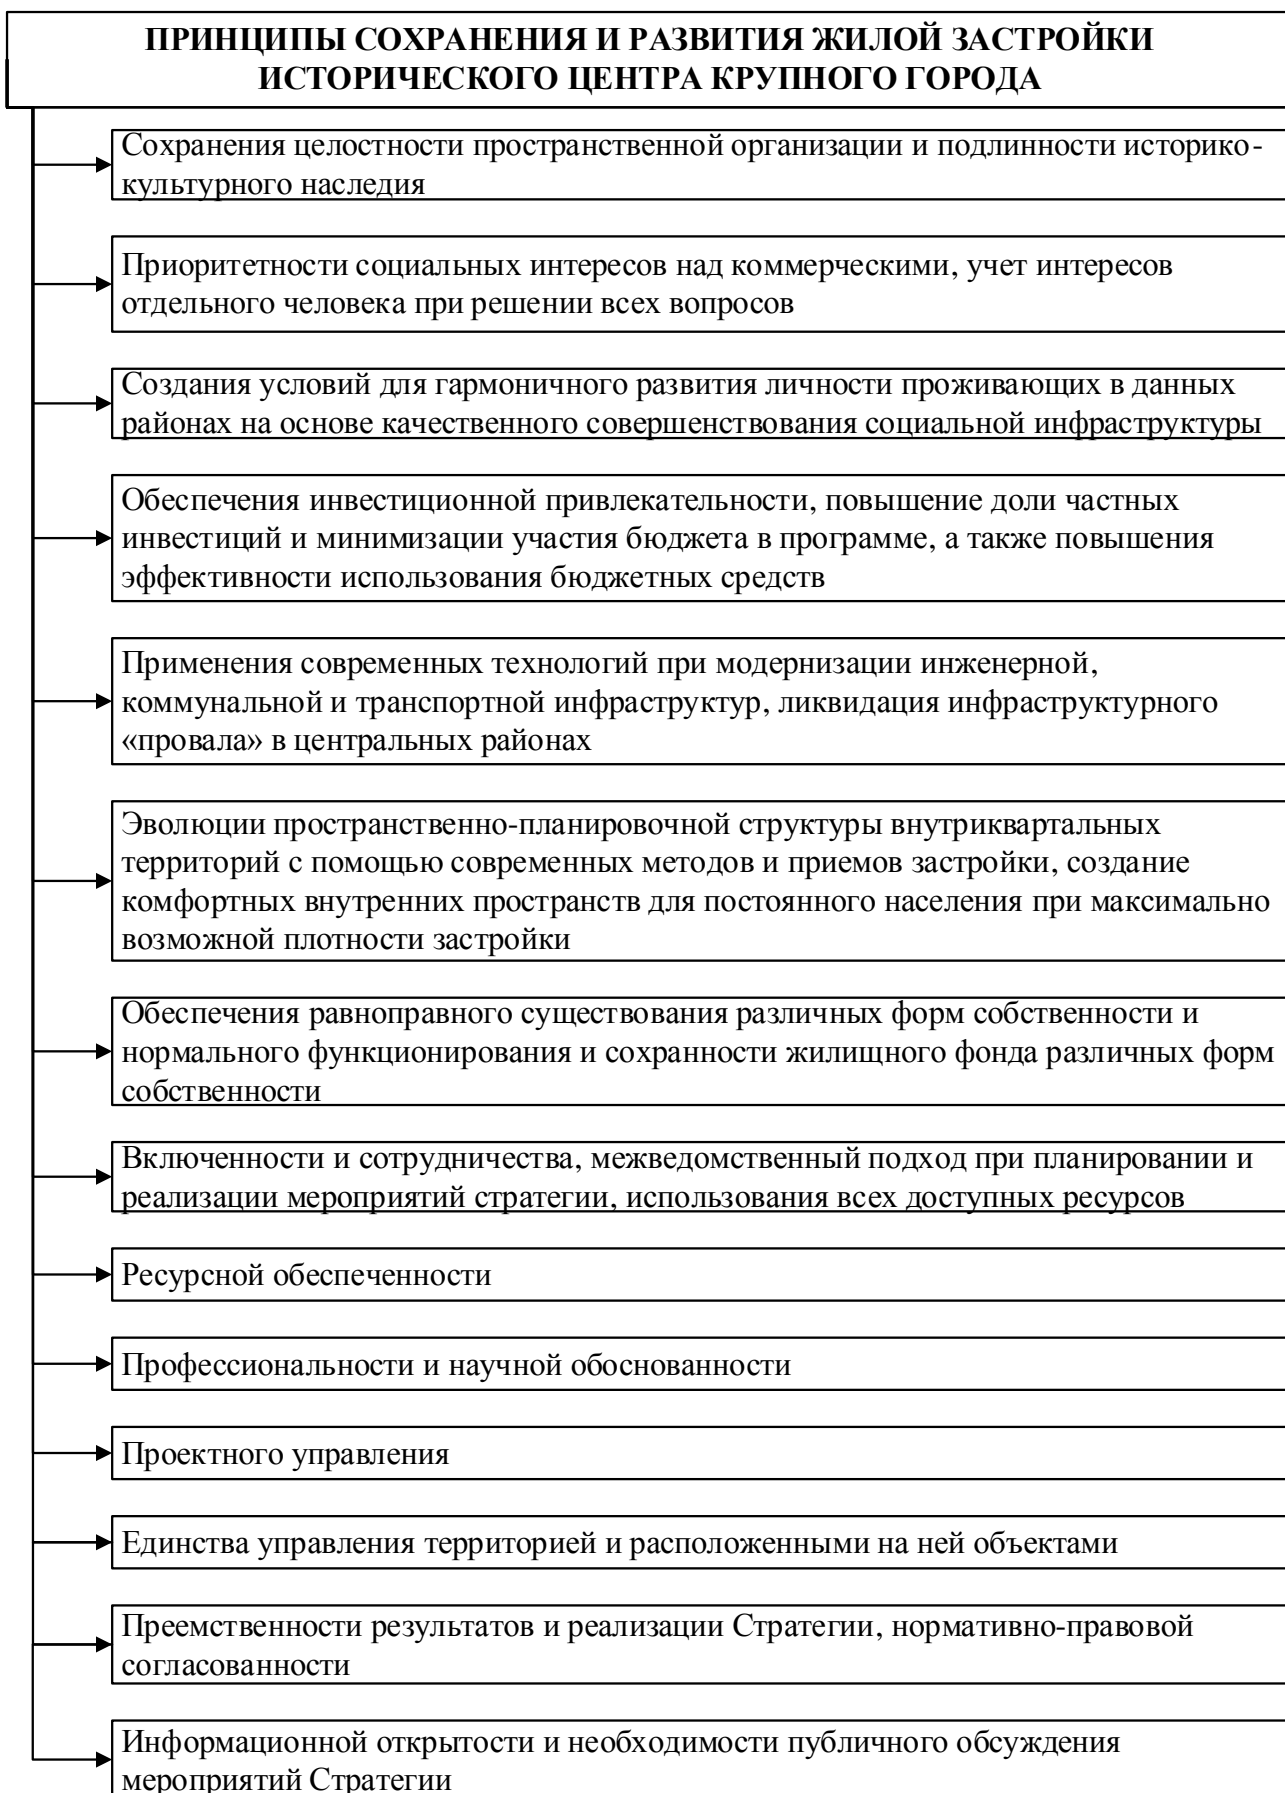 ПРИНЦИПЫ СОХРАНЕНИЯ И РАЗВИТИЯ ЖИЛОЙ ЗАСТРОЙКИ
ИСТОРИЧЕСКОГО ЦЕНТРА КРУПНОГО ГОРОДА
Сохранения целостности пространственной организации и подлинности историко-
культурного наследия
Приоритетности социальных интересов над коммерческими, учет интересов
отдельного человека при решении всех вопросов
Создания условий для гармоничного развития личности проживающих в данных
районах на основе качественного совершенствования социальной инфраструктуры
Обеспечения инвестиционной привлекательности, повышение доли частных
инвестиций и минимизации участия бюджета в программе, а также повышения
эффективности использования бюджетных средств
Применения современных технологий при модернизации инженерной,
коммунальной и транспортной инфраструктур, ликвидация инфраструктурного
«провала» в центральных районах
Эволюции пространственно-планировочной структуры внутриквартальных
территорий с помощью современных методов и приемов застройки, создание
комфортных внутренних пространств для постоянного населения при максимально
возможной плотности застройки
Обеспечения равноправного существования различных форм собственности и
нормального функционирования и сохранности жилищного фонда различных форм
собственности
Включенности и сотрудничества, межведомственный подход при планировании и
реализации мероприятий стратегии, использования всех доступных ресурсов
Ресурсной обеспеченности
Профессиональности и научной обоснованности
Проектного управления
Единства управления территорией и расположенными на ней объектами
Преемственности результатов и реализации Стратегии, нормативно-правовой
согласованности
Информационной открытости и необходимости публичного обсуждения
мероприятий Стратегии